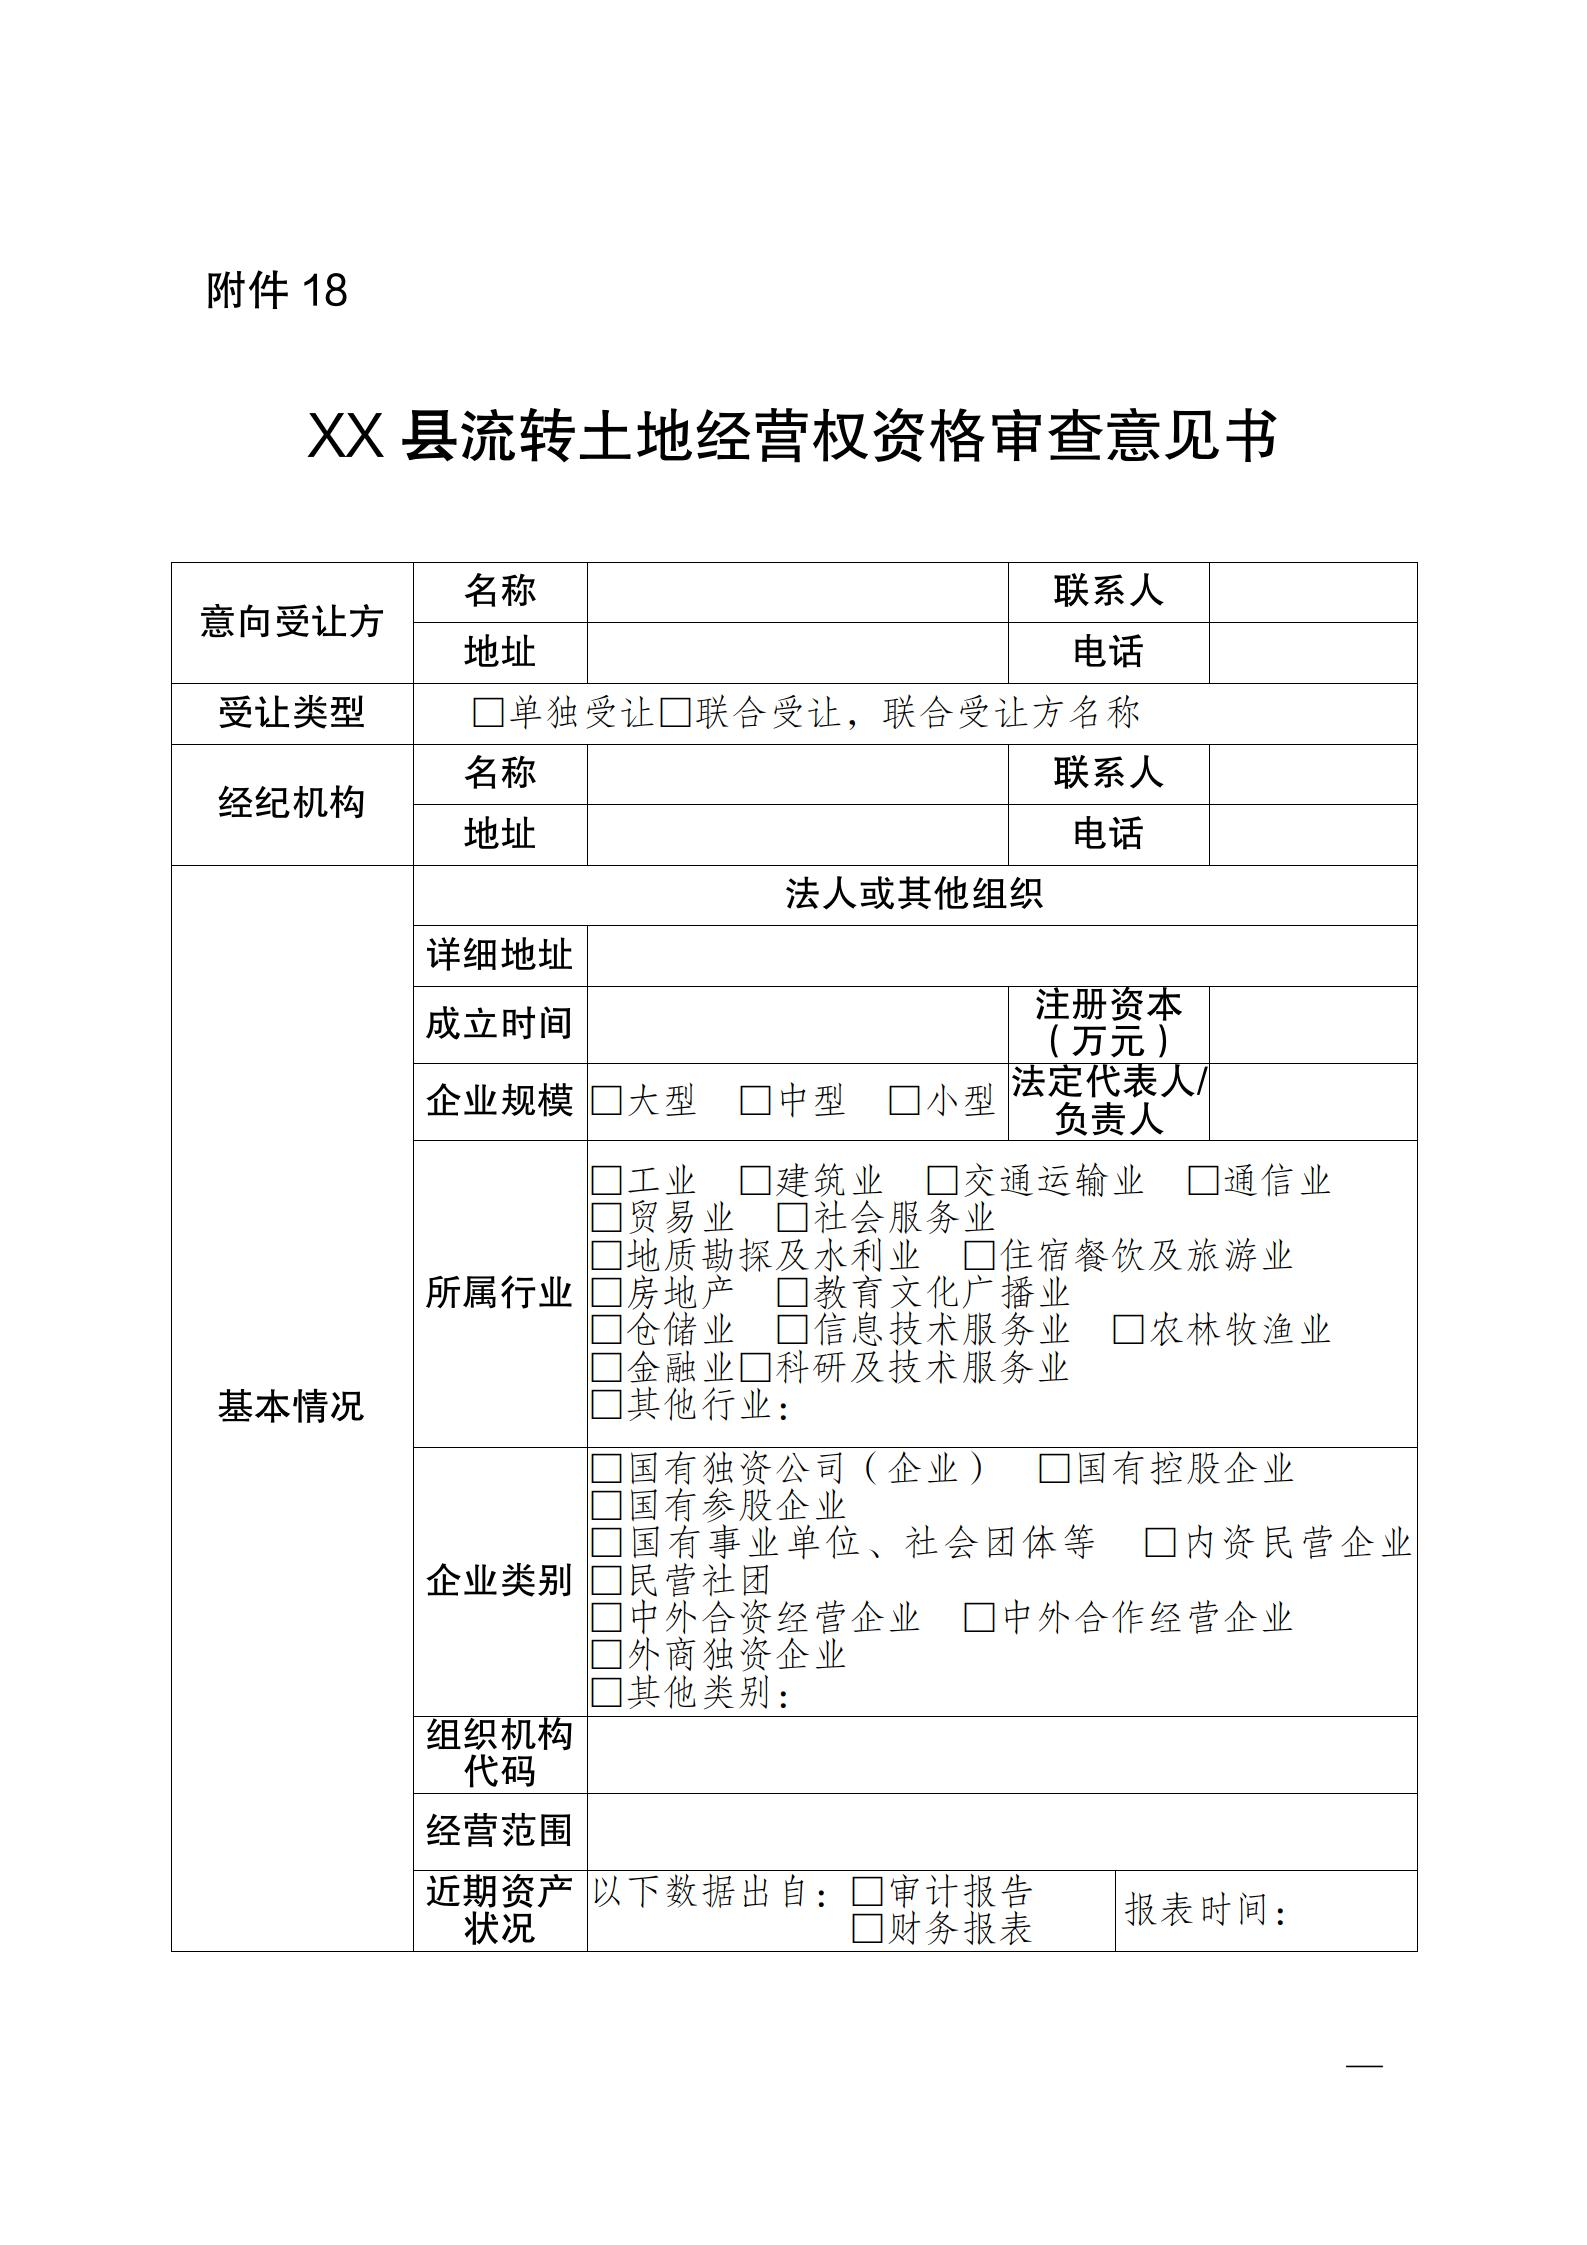 附件 18
XX 县流转土地经营权资格审查意见书
意向受让方 名称 联系人
地址 电话
受让类型 □单独受让□联合受让，联合受让方名称
经纪机构 名称 联系人
地址 电话
基本情况 法人或其他组织
详细地址
成立时间 注册资本
（万元）
企业规模 □大型 □中型 □小型 法定代表人/
负责人
所属行业 □工业 □建筑业 □交通运输业 □通信业
□贸易业 □社会服务业
□地质勘探及水利业 □住宿餐饮及旅游业
□房地产 □教育文化广播业
□仓储业 □信息技术服务业 □农林牧渔业
□金融业□科研及技术服务业
□其他行业：
企业类别 □国有独资公司（企业） □国有控股企业
□国有参股企业
□国有事业单位、社会团体等 □内资民营企业
□民营社团
□中外合资经营企业 □中外合作经营企业
□外商独资企业
□其他类别：
组织机构
代码
经营范围
近期资产
状况 以下数据出自：□审计报告
□财务报表 报表时间：
—